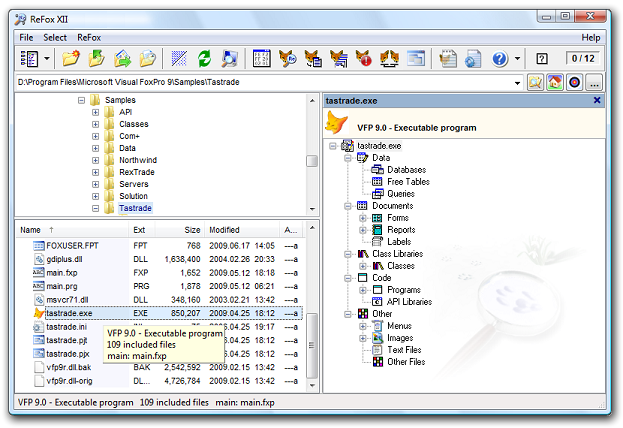 ReFox XII
File Select ReFox Help
0 / 12
D:\Program Files\Microsoft Visual FoxPro 9\Samples\Tastrade
Samples
API
Classes
Com+
Data
Northwind
RexTrade
Servers
Solution
Tastrade
Name Ext Size Modified A...
FOXUSER.FPT FPT 768 2009.06.17 14:05 ---a
gdiplus.dll DLL 1,638,400 2004.02.26 20:33 ---a
main.fxp FXP 1,652 2009.05.12 18:18 ---a
main.prg PRG 1,878 2009.05.12 06:21 ---a
msvcr71.dll DLL 348,160 2003.02.21 13:42 ---a
tastrade.exe EXE 850,207 2009.04.25 18:12 ---a
tastrade.ini .04.25 19:17 ---a
tastrade.pjt .04.25 18:12 ---a
tastrade.pjx .04.25 18:12 ---a
vfp9r.dll.bak BAK 2,542,592 2009.02.15 13:42 ---a
vfp9r.dll-orig DL... 4,726,784 2009.02.15 13:42 ---a
VFP 9.0 - Executable program
109 included files
main: main.fxp
tastrade.exe
VFP 9.0 - Executable program
tastrade.exe
Data
Databases
Free Tables
Queries
Documents
Forms
Reports
Labels
Class Libraries
Classes
Code
Programs
API Libraries
Other
Menus
Images
Text Files
Other Files
VFP 9.0 - Executable program 109 included files main: main.fxp